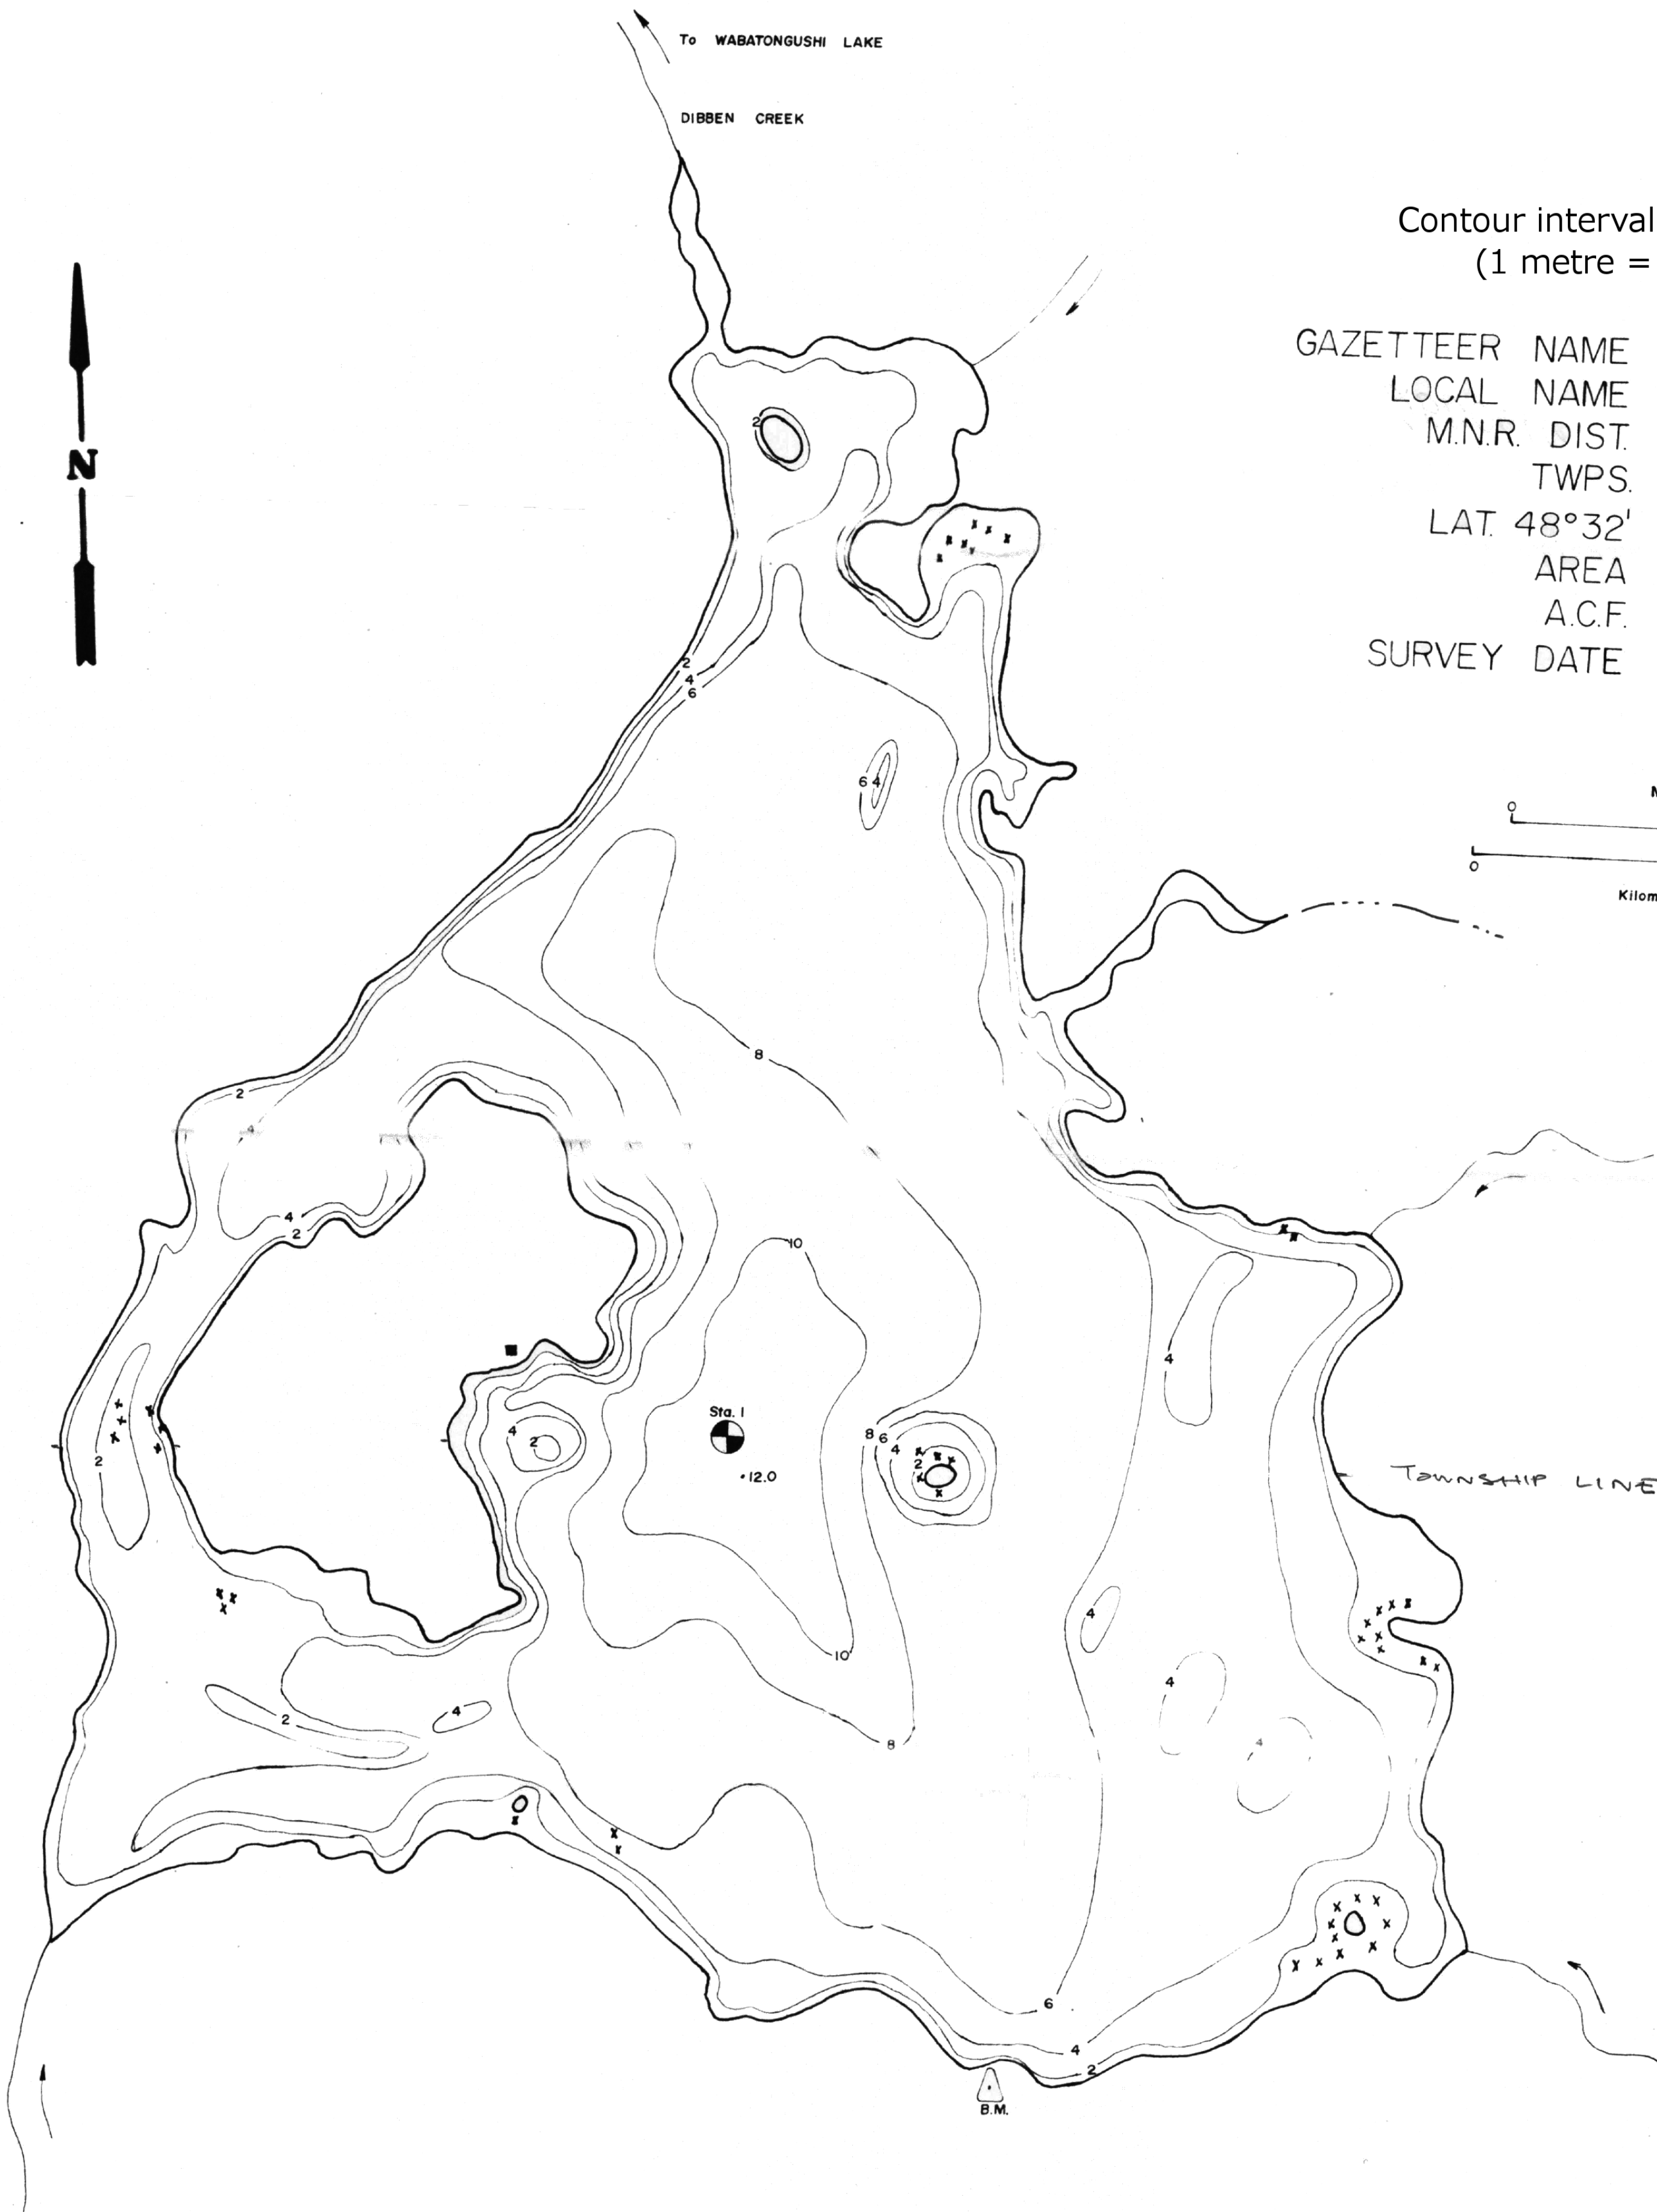 To WABATONGUSHI LAKE
DIBBEN CREEK
Contour interval
(1 metre =
GAZETTEER NAME
LOCAL NAME
M.N.R. DIST.
TWPS.
LAT. 48°32'
AREA
A.C.F.
SURVEY DATE
N
2
2
4
6
6 4
0
0
Kilom
8
2
4
4
2
10
4
Sta. 1
12.0
4
2
8 6
4
2
2
TOWNSHIP LINE
4
10
4
2
4
8
4
6
4
2
B.M.